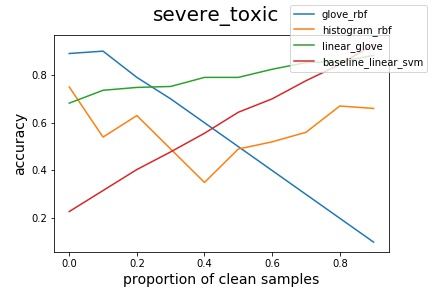 severe_toxic
glove_rbf
histogram_rbf
linear_glove
baseline_linear_svm
accuracy
0.8
0.6
0.4
0.2
0.0 0.2 0.4 0.6 0.8
proportion of clean samples